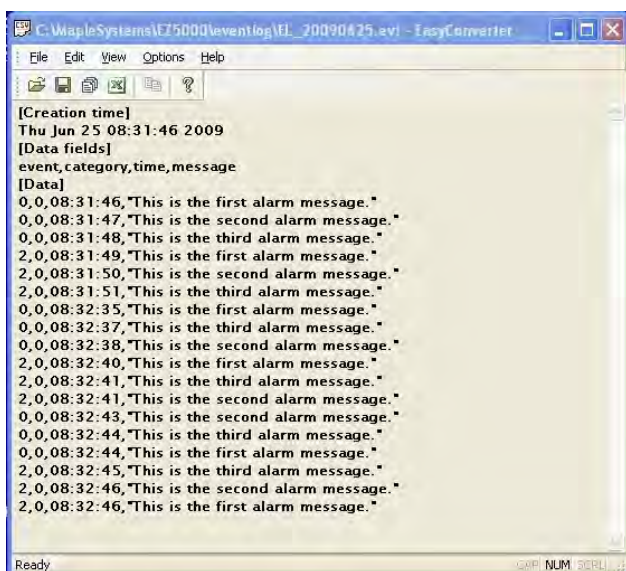 C:\MapleSystems\EZ5000\eventlog\EL_20090625.evt - EasyConverter
File Edit View Options Help
[Creation time]
Thu Jun 25 08:31:46 2009
[Data fields]
event,category,time,message
[Data]
0,0,08:31:46,"This is the first alarm message."
0,0,08:31:47,"This is the second alarm message."
0,0,08:31:48,"This is the third alarm message."
2,0,08:31:49,"This is the first alarm message."
2,0,08:31:50,"This is the second alarm message."
2,0,08:31:51,"This is the third alarm message."
0,0,08:32:35,"This is the first alarm message."
0,0,08:32:37,"This is the third alarm message."
0,0,08:32:38,"This is the second alarm message."
2,0,08:32:40,"This is the first alarm message."
2,0,08:32:41,"This is the third alarm message."
2,0,08:32:41,"This is the second alarm message."
0,0,08:32:43,"This is the second alarm message."
0,0,08:32:44,"This is the third alarm message."
0,0,08:32:44,"This is the first alarm message."
2,0,08:32:45,"This is the third alarm message."
2,0,08:32:46,"This is the second alarm message."
2,0,08:32:46,"This is the first alarm message."
Ready CAP NUM SCRL